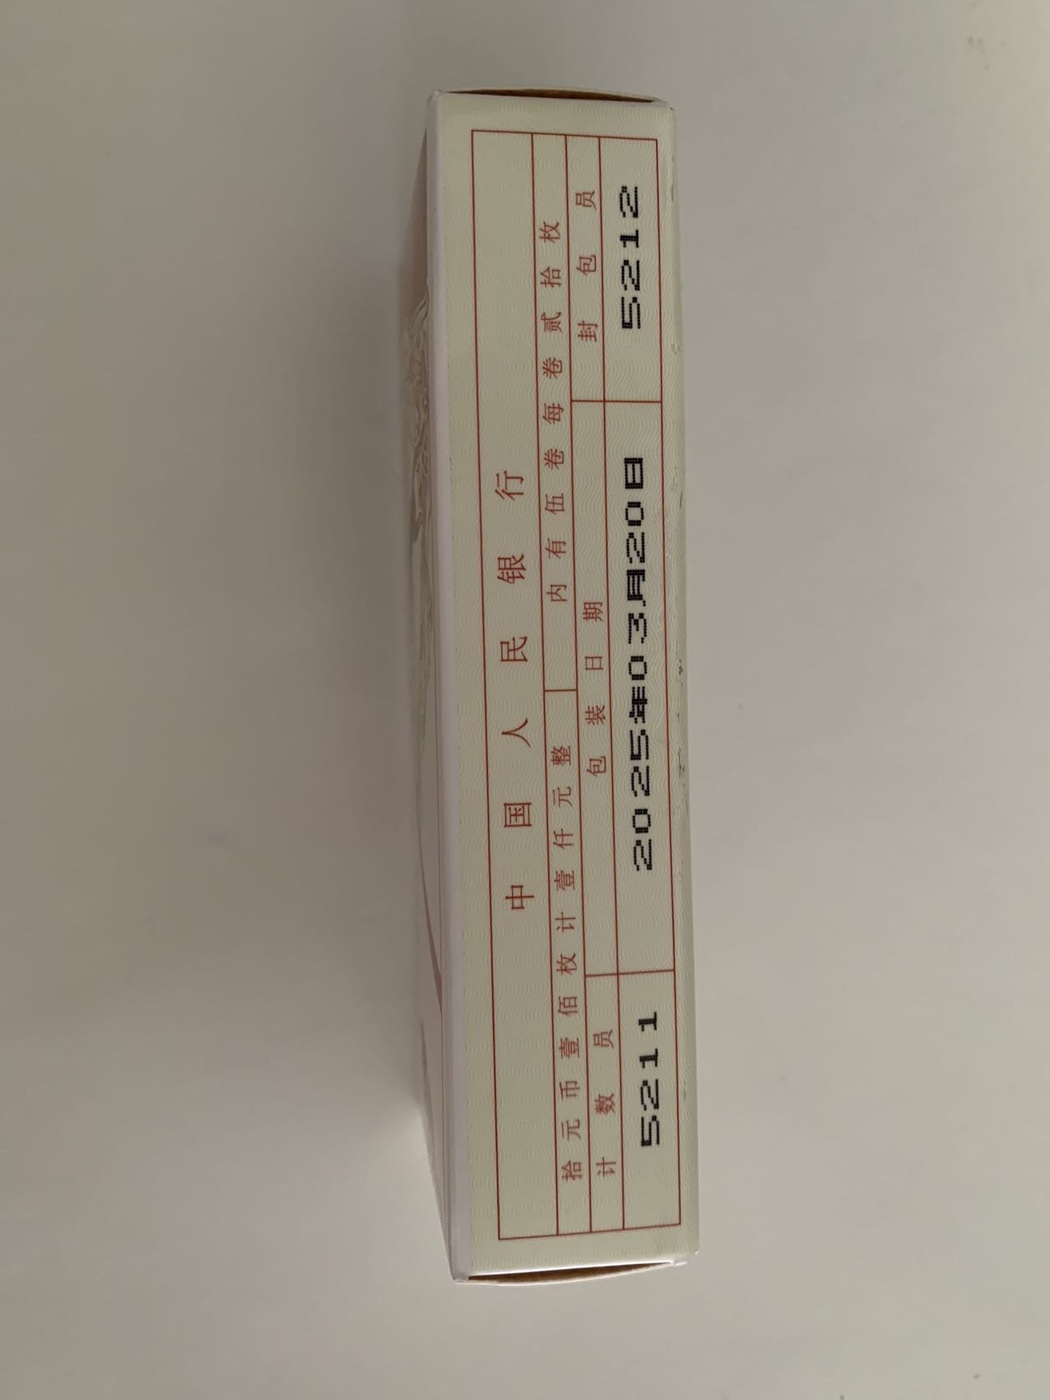 中国人民银行
拾元币壹佰枚计壹仟元整 内有伍卷每卷贰拾枚
计数员 包装日期 封包员
5211 2025年03月20日 5212